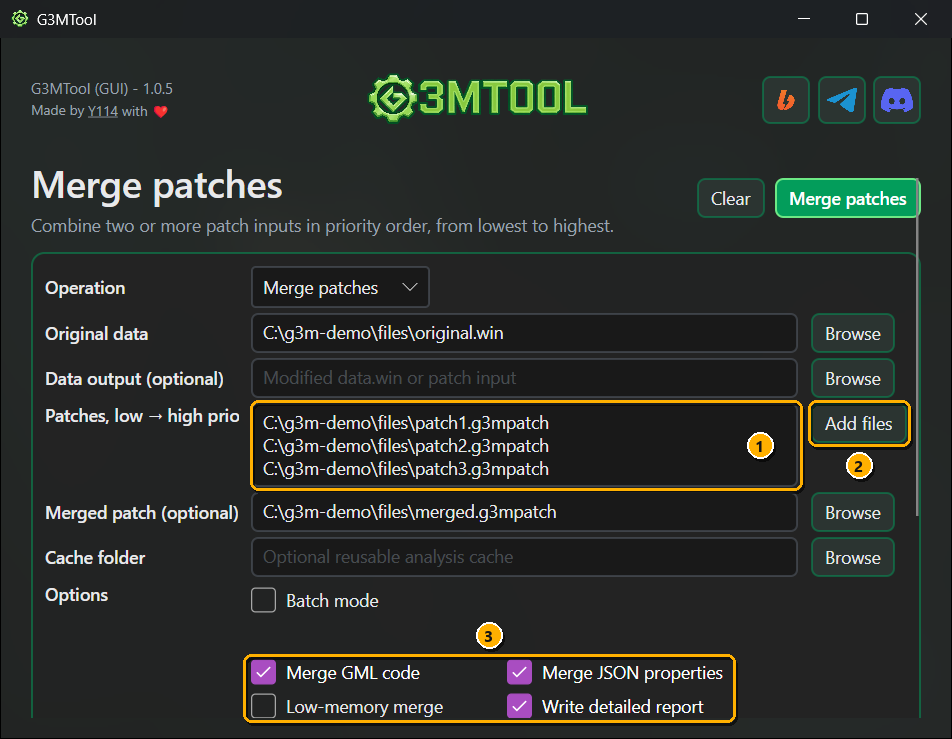 G3MTool
G3MTool (GUI) - 1.0.5
Made by Y114 with ❤️
G3MTOOL
Merge patches
Combine two or more patch inputs in priority order, from lowest to highest.
Clear
Merge patches
Operation
Merge patches
Original data
C:\g3m-demo\files\original.win
Browse
Data output (optional)
Modified data.win or patch input
Browse
Patches, low → high prio
C:\g3m-demo\files\patch1.g3mpatch
C:\g3m-demo\files\patch2.g3mpatch
C:\g3m-demo\files\patch3.g3mpatch
1
Add files
2
Merged patch (optional)
C:\g3m-demo\files\merged.g3mpatch
Browse
Cache folder
Optional reusable analysis cache
Browse
Options
Batch mode
3
Merge GML code
Merge JSON properties
Low-memory merge
Write detailed report